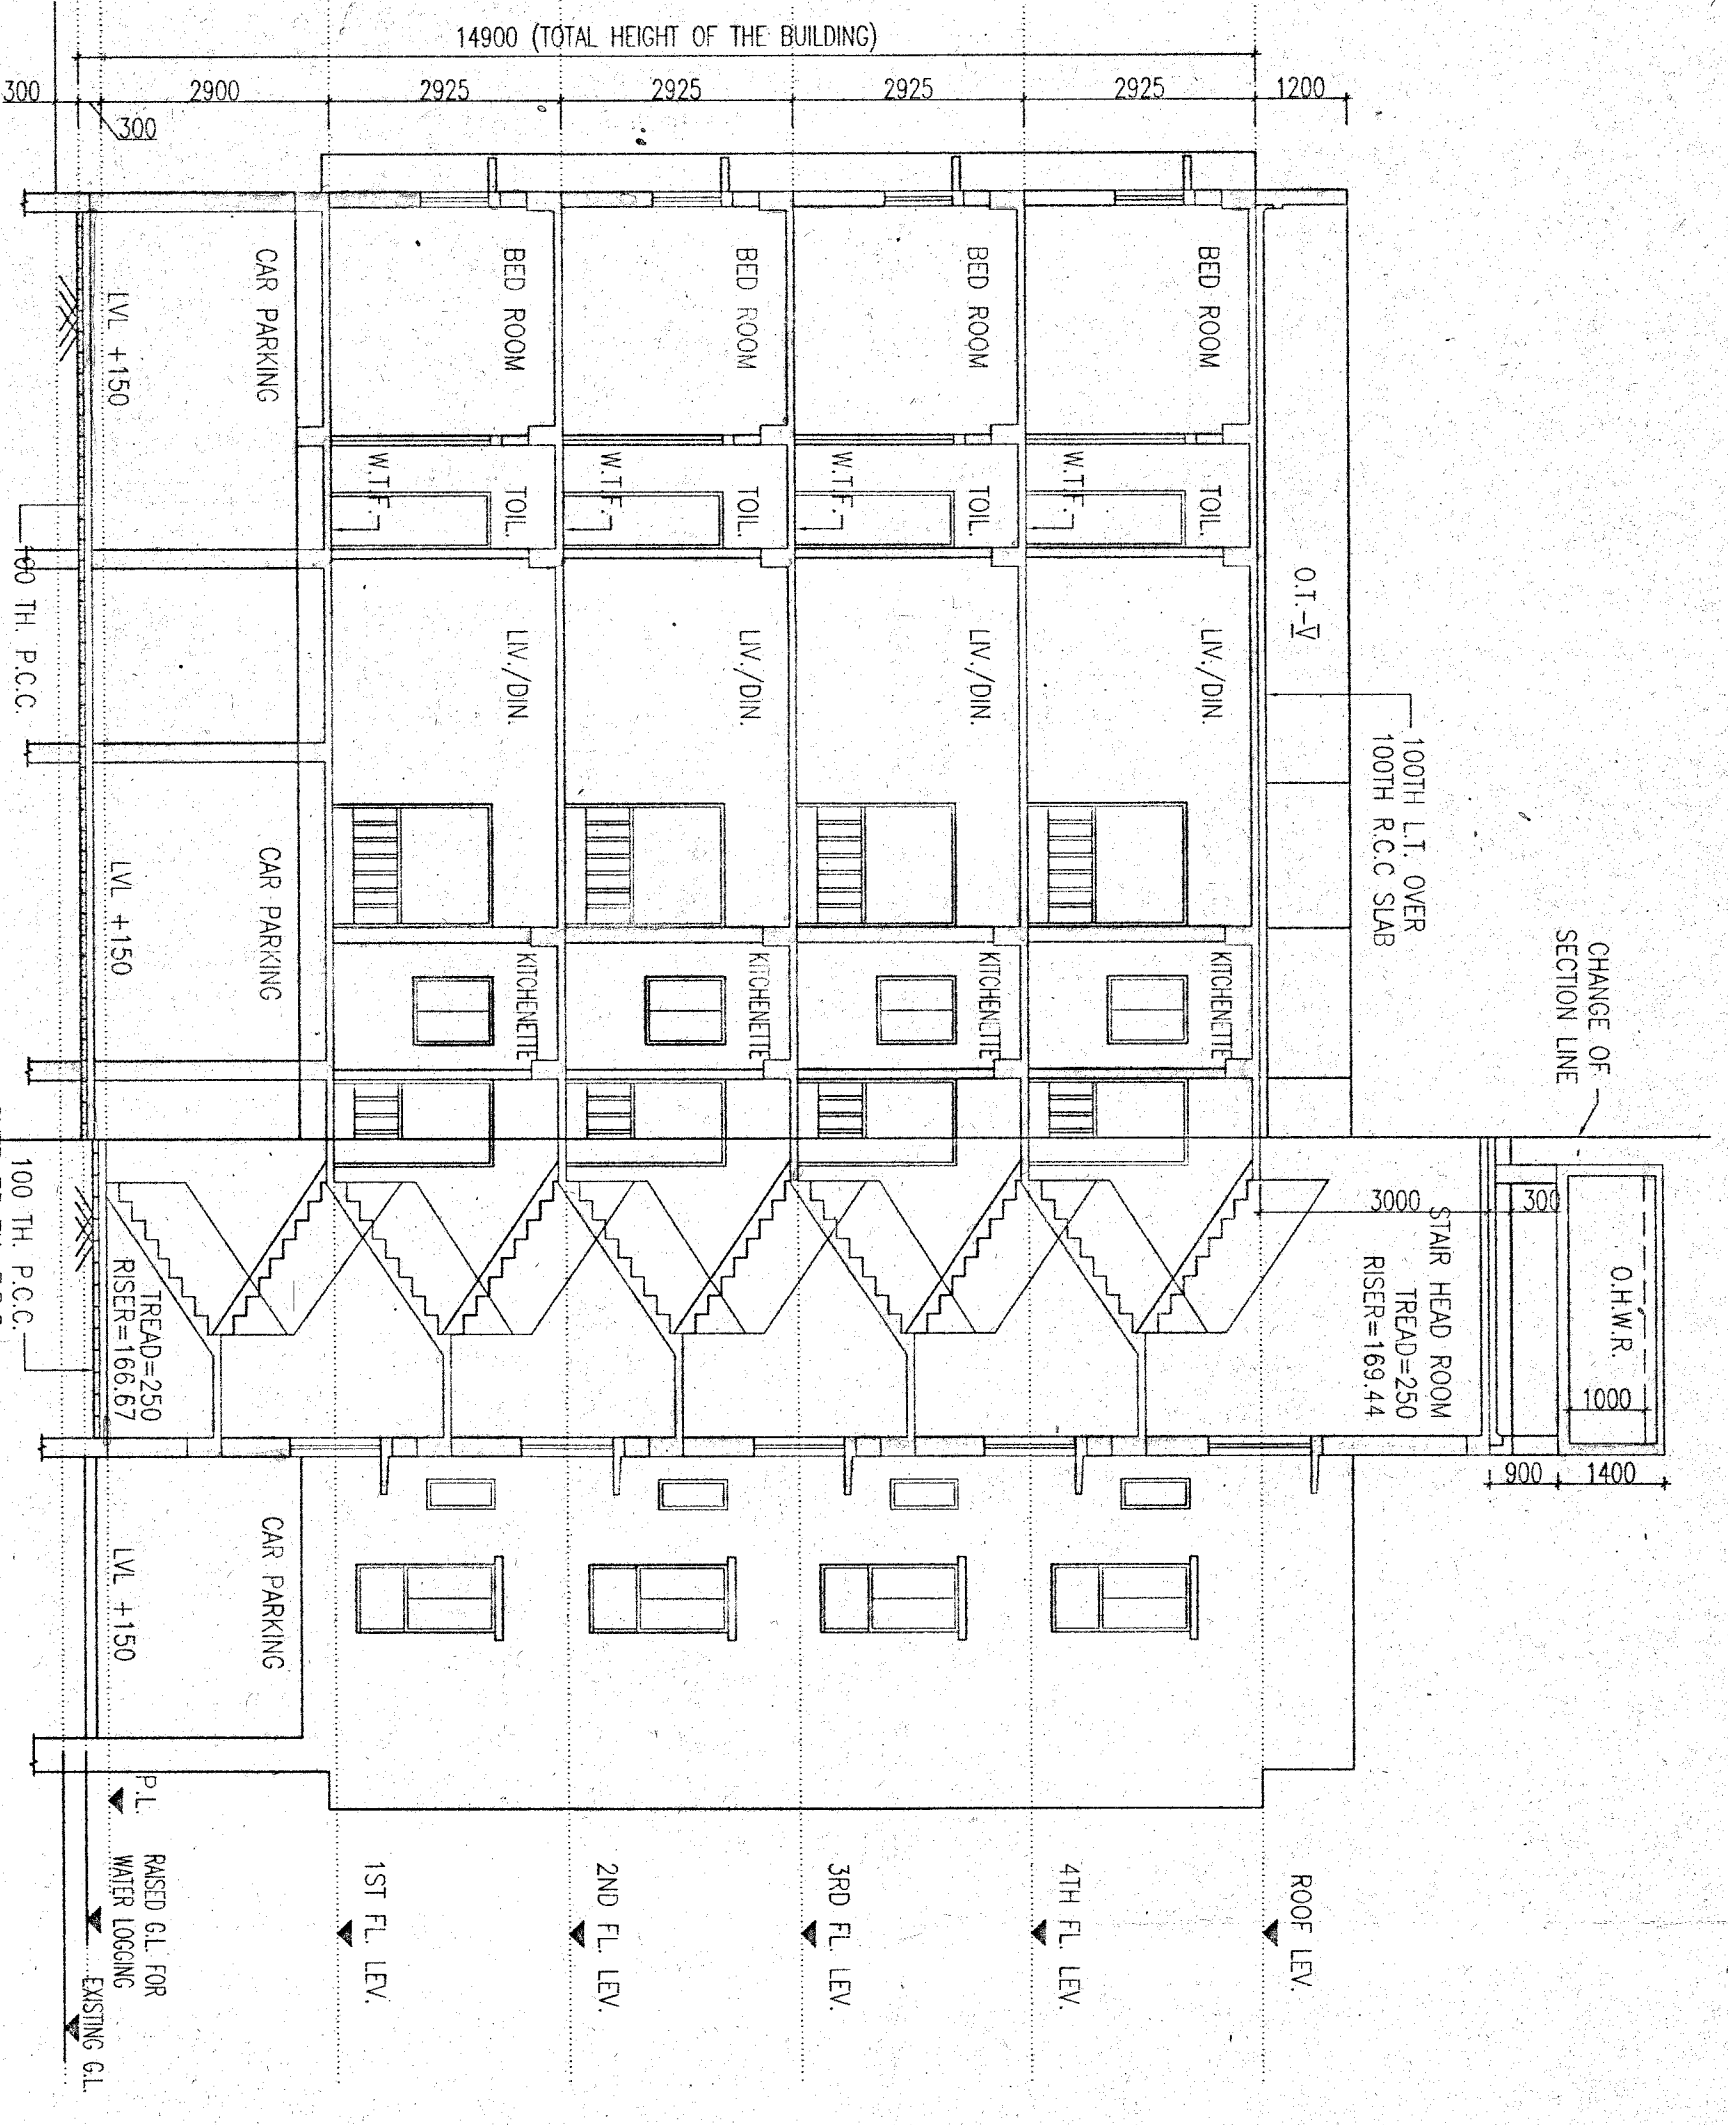 14900 (TOTAL HEIGHT OF THE BUILDING)
300
300
2900
2925
2925
2925
2925
1200
CHANGE OF
SECTION LINE
O.H.W.R.
1000
300
900
1400
3000
STAIR HEAD ROOM
TREAD=250
RISER=169.44
100TH L.T. OVER
100TH R.C.C SLAB
O.T.-V
ROOF LEV.
BED ROOM
TOIL.
W.T.F.
LIV./DIN.
KITCHENETTE
4TH FL. LEV.
BED ROOM
TOIL.
W.T.F.
LIV./DIN.
KITCHENETTE
3RD FL. LEV.
BED ROOM
TOIL.
W.T.F.
LIV./DIN.
KITCHENETTE
2ND FL. LEV.
BED ROOM
TOIL.
W.T.F.
LIV./DIN.
KITCHENETTE
1ST FL. LEV.
CAR PARKING
CAR PARKING
CAR PARKING
LVL +150
LVL +150
LVL +150
TREAD=250
RISER=166.67
P.L.
RAISED G.L. FOR
WATER LOGGING
EXISTING G.L.
100 TH. P.C.C.
100 TH. P.C.C.